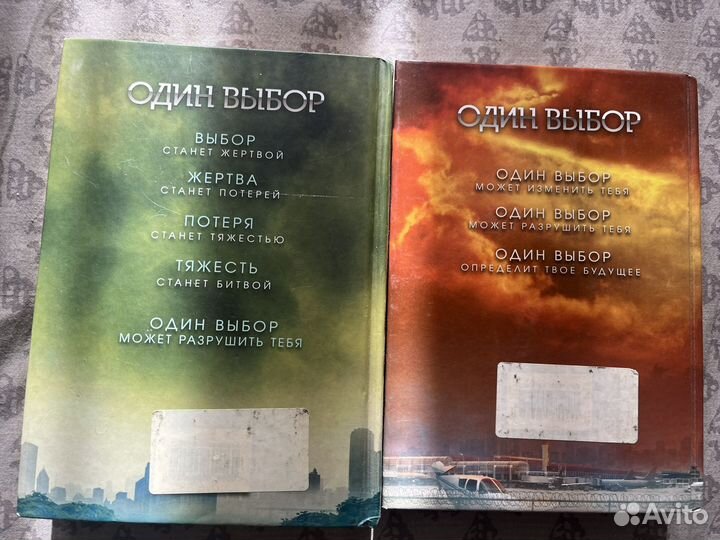 ОДИН ВЫБОР
ВЫБОР
СТАНЕТ ЖЕРТВОЙ
ЖЕРТВА
СТАНЕТ ПОТЕРЕЙ
ПОТЕРЯ
СТАНЕТ ТЯЖЕСТЬЮ
ТЯЖЕСТЬ
СТАНЕТ БИТВОЙ
ОДИН ВЫБОР
МОЖЕТ РАЗРУШИТЬ ТЕБЯ
ОДИН ВЫБОР
ОДИН ВЫБОР
МОЖЕТ ИЗМЕНИТЬ ТЕБЯ
ОДИН ВЫБОР
МОЖЕТ РАЗРУШИТЬ ТЕБЯ
ОДИН ВЫБОР
ОПРЕДЕЛИТ ТВОЕ БУДУЩЕЕ
Avito